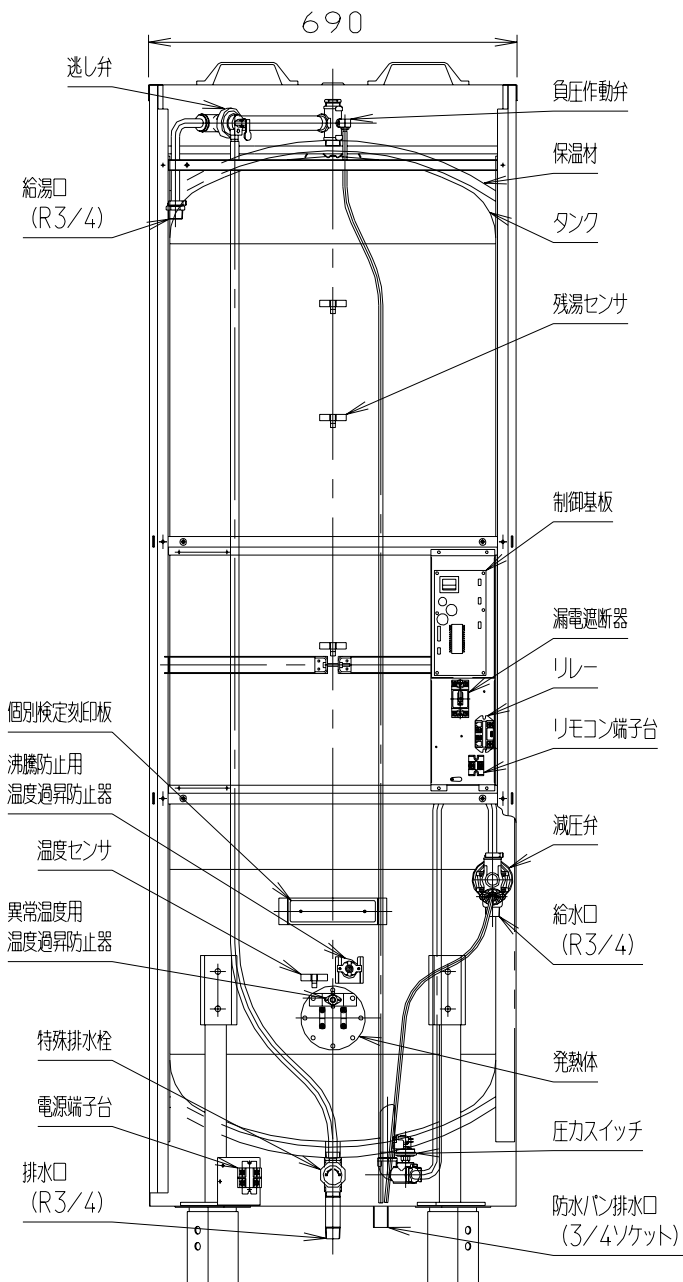 690
逃し弁
負圧作動弁
保温材
給湯口
(R3/4)
タンク
残湯センサ
制御基板
漏電遮断器
リレー
個別検定刻印板
リモコン端子台
沸騰防止用
温度過昇防止器
減圧弁
温度センサ
異常温度用
温度過昇防止器
給水口
(R3/4)
特殊排水栓
発熱体
電源端子台
圧力スイッチ
排水口
(R3/4)
防水パン排水口
(3/4ソケット)